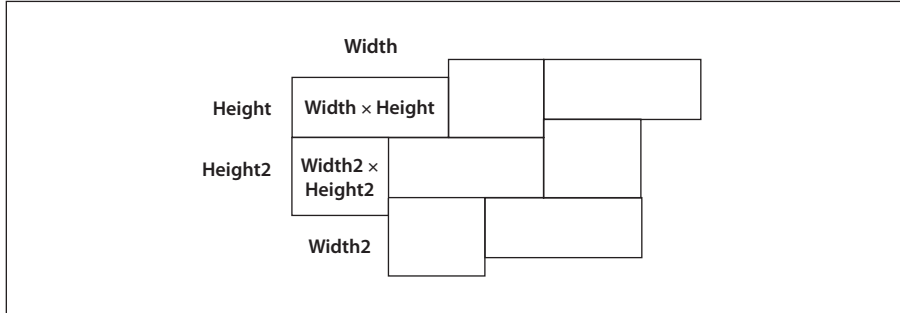 Width
Height
Width × Height
Height2
Width2 ×
Height2
Width2